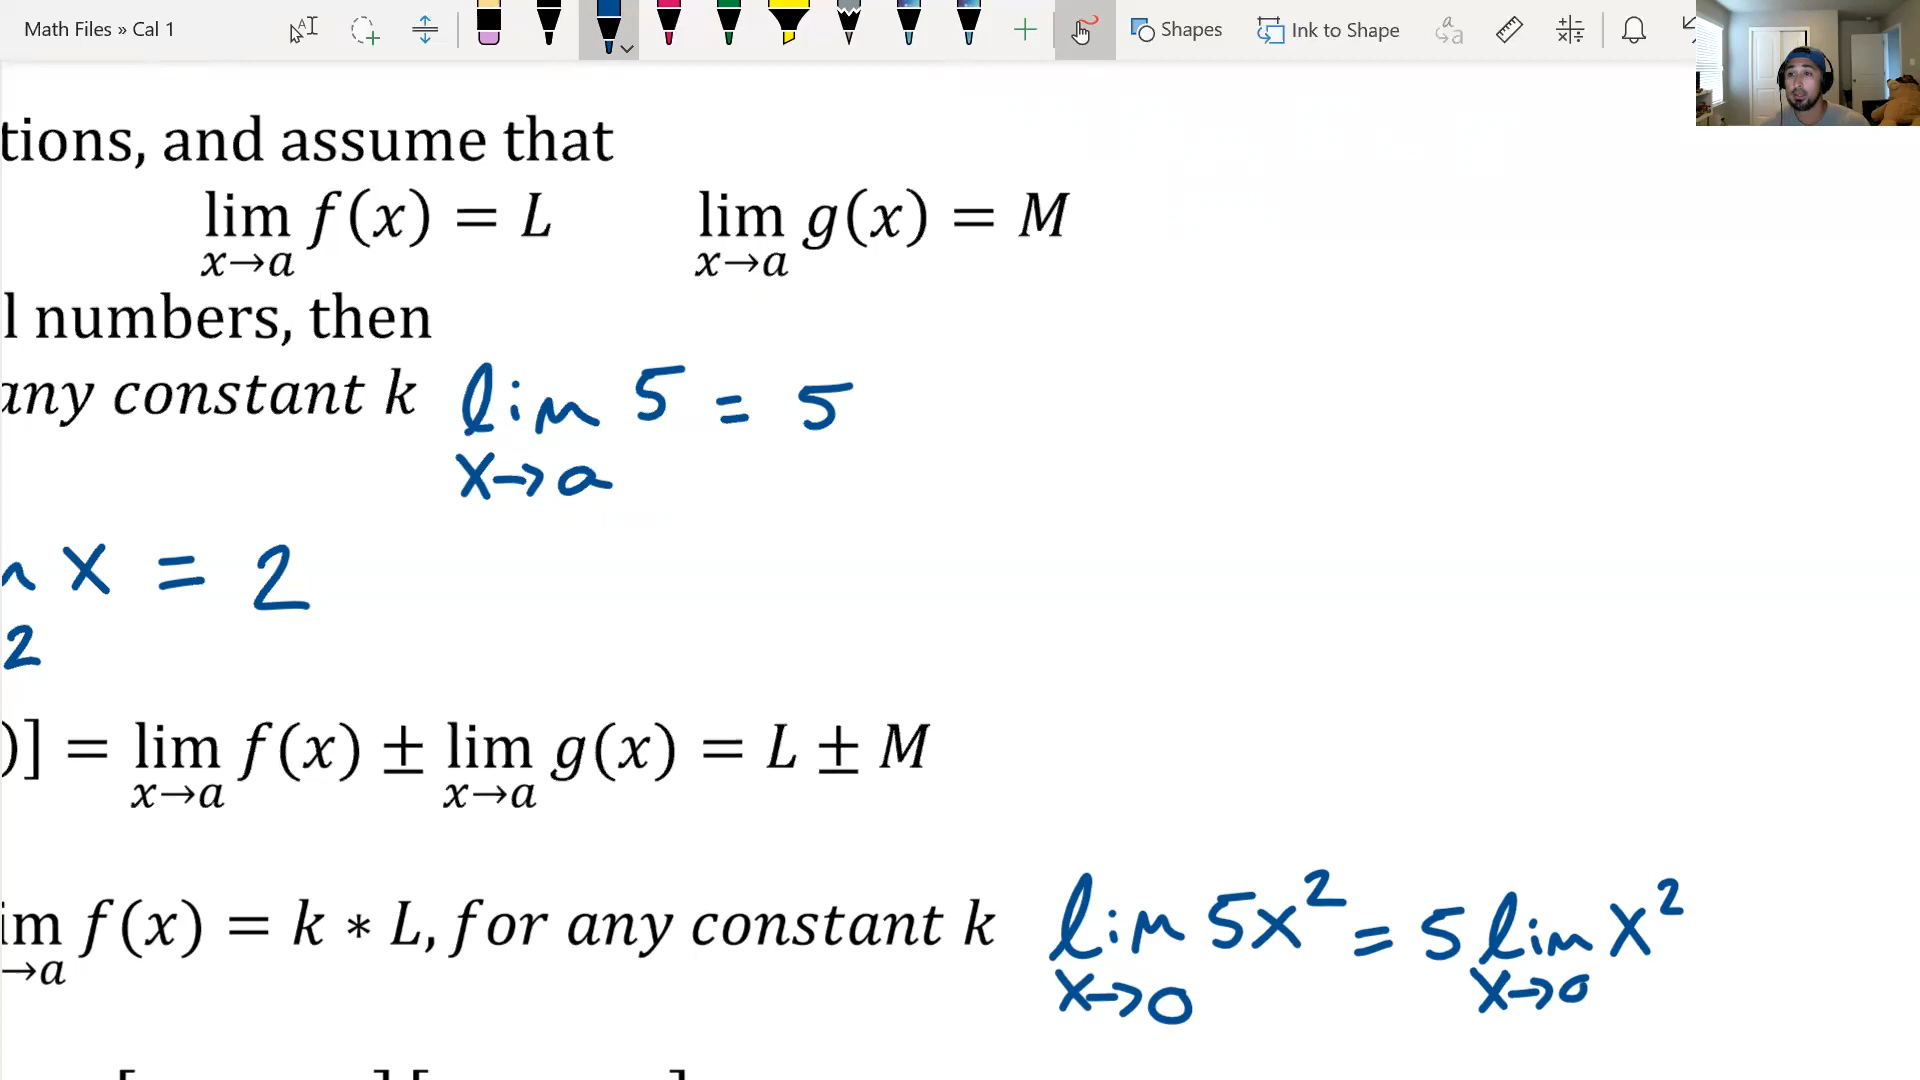 Math Files » Cal 1 Shapes Ink to Shape
tions, and assume that
lim f(x) = L lim g(x) = M
x→a x→a
l numbers, then
any constant k lim 5 = 5
x→a
x = 2
2
)] = lim f(x) ± lim g(x) = L ± M
x→a x→a
im f(x) = k * L, for any constant k lim 5x² = 5 lim x²
→a x→0 x→0